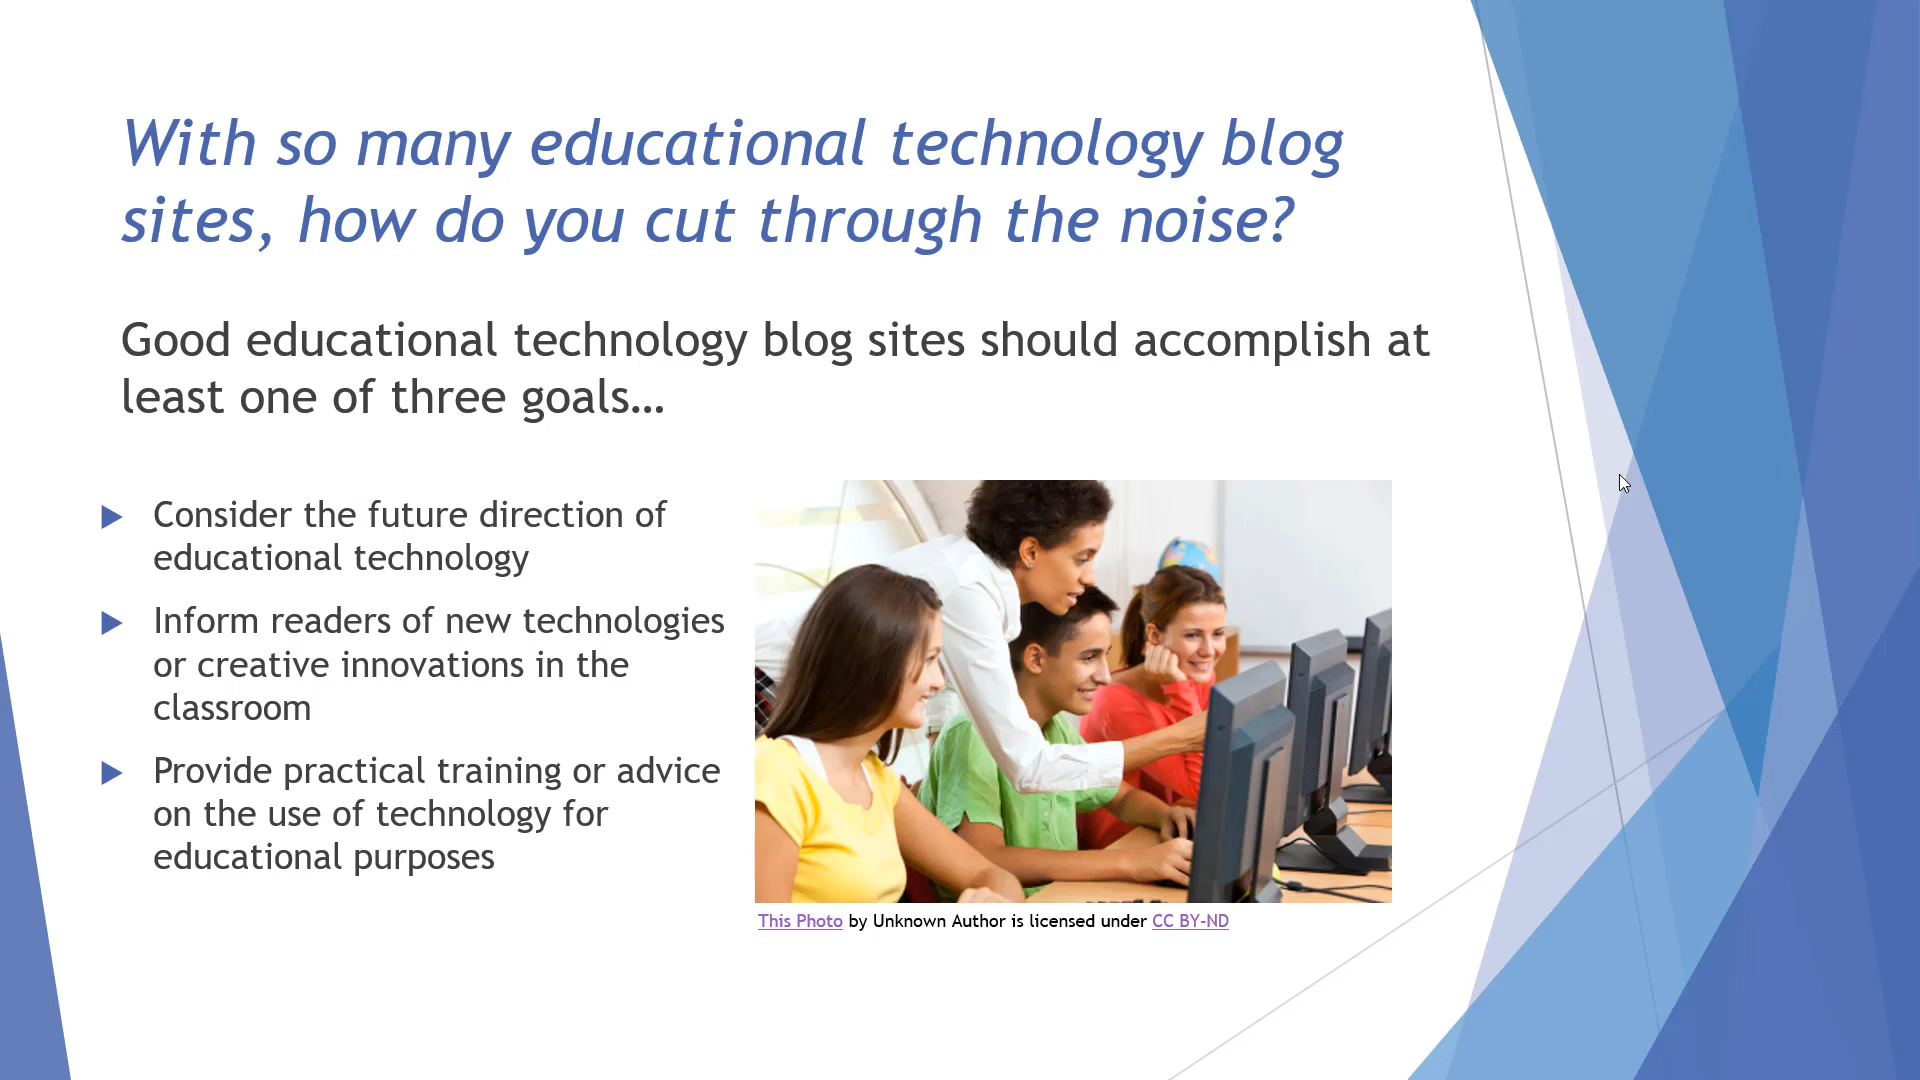 With so many educational technology blog
sites, how do you cut through the noise?
Good educational technology blog sites should accomplish at
least one of three goals…
Consider the future direction of
educational technology
Inform readers of new technologies
or creative innovations in the
classroom
Provide practical training or advice
on the use of technology for
educational purposes
This Photo by Unknown Author is licensed under CC BY-ND